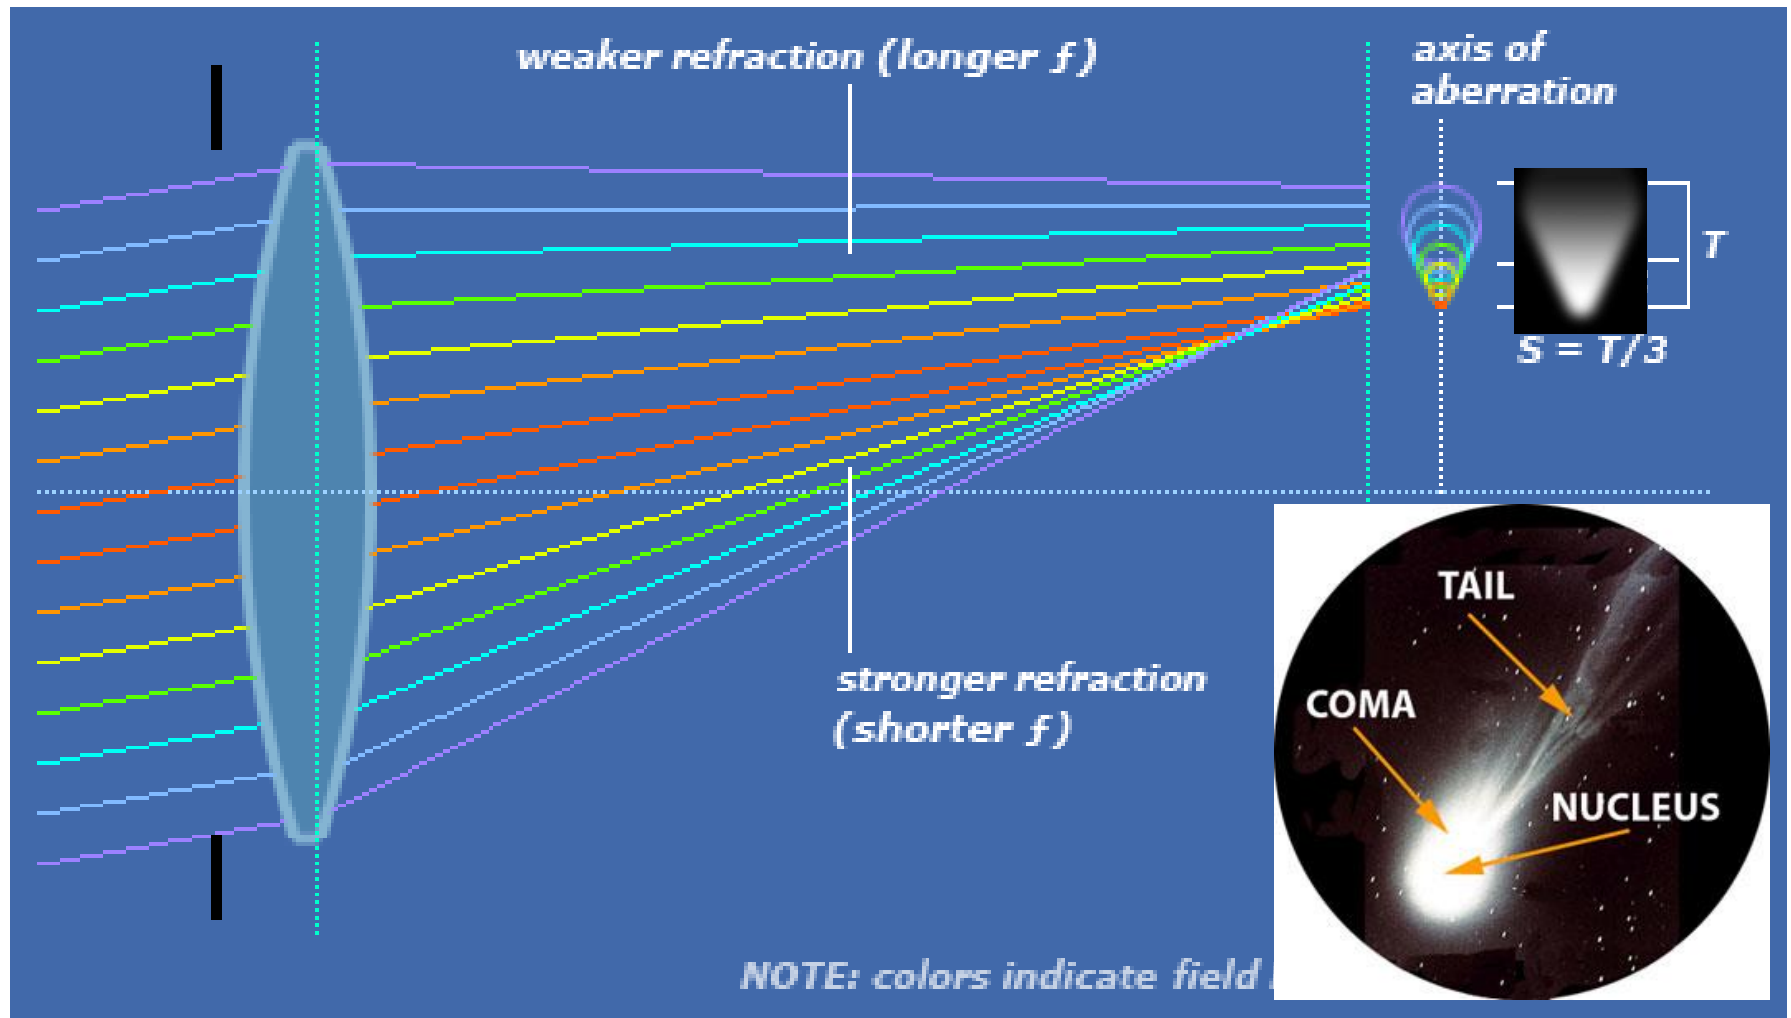 weaker refraction (longer ƒ)
axis of
aberration
T
S = T/3
stronger refraction
(shorter ƒ)
TAIL
COMA
NUCLEUS
NOTE: colors indicate field